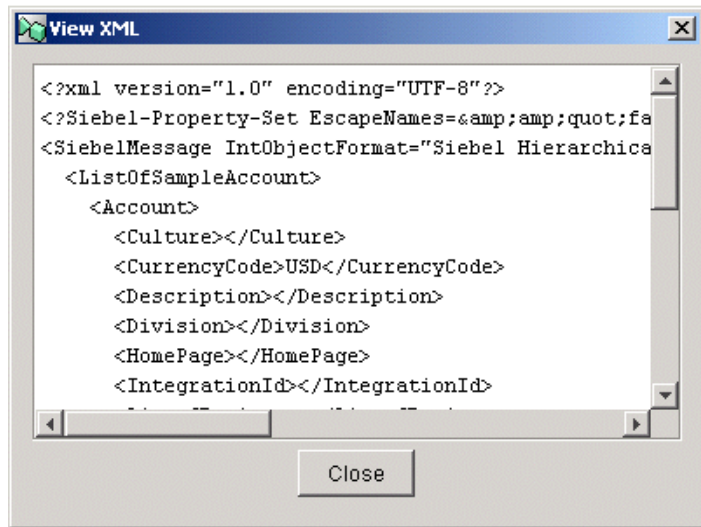 View XML
<?xml version="1.0" encoding="UTF-8"?>
<?Siebel-Property-Set EscapeNames=&amp;amp;quot;fa
<SiebelMessage IntObjectFormat="Siebel Hierarchica
<ListOfSampleAccount>
<Account>
<Culture></Culture>
<CurrencyCode>USD</CurrencyCode>
<Description></Description>
<Division></Division>
<HomePage></HomePage>
<IntegrationId></IntegrationId>
Close